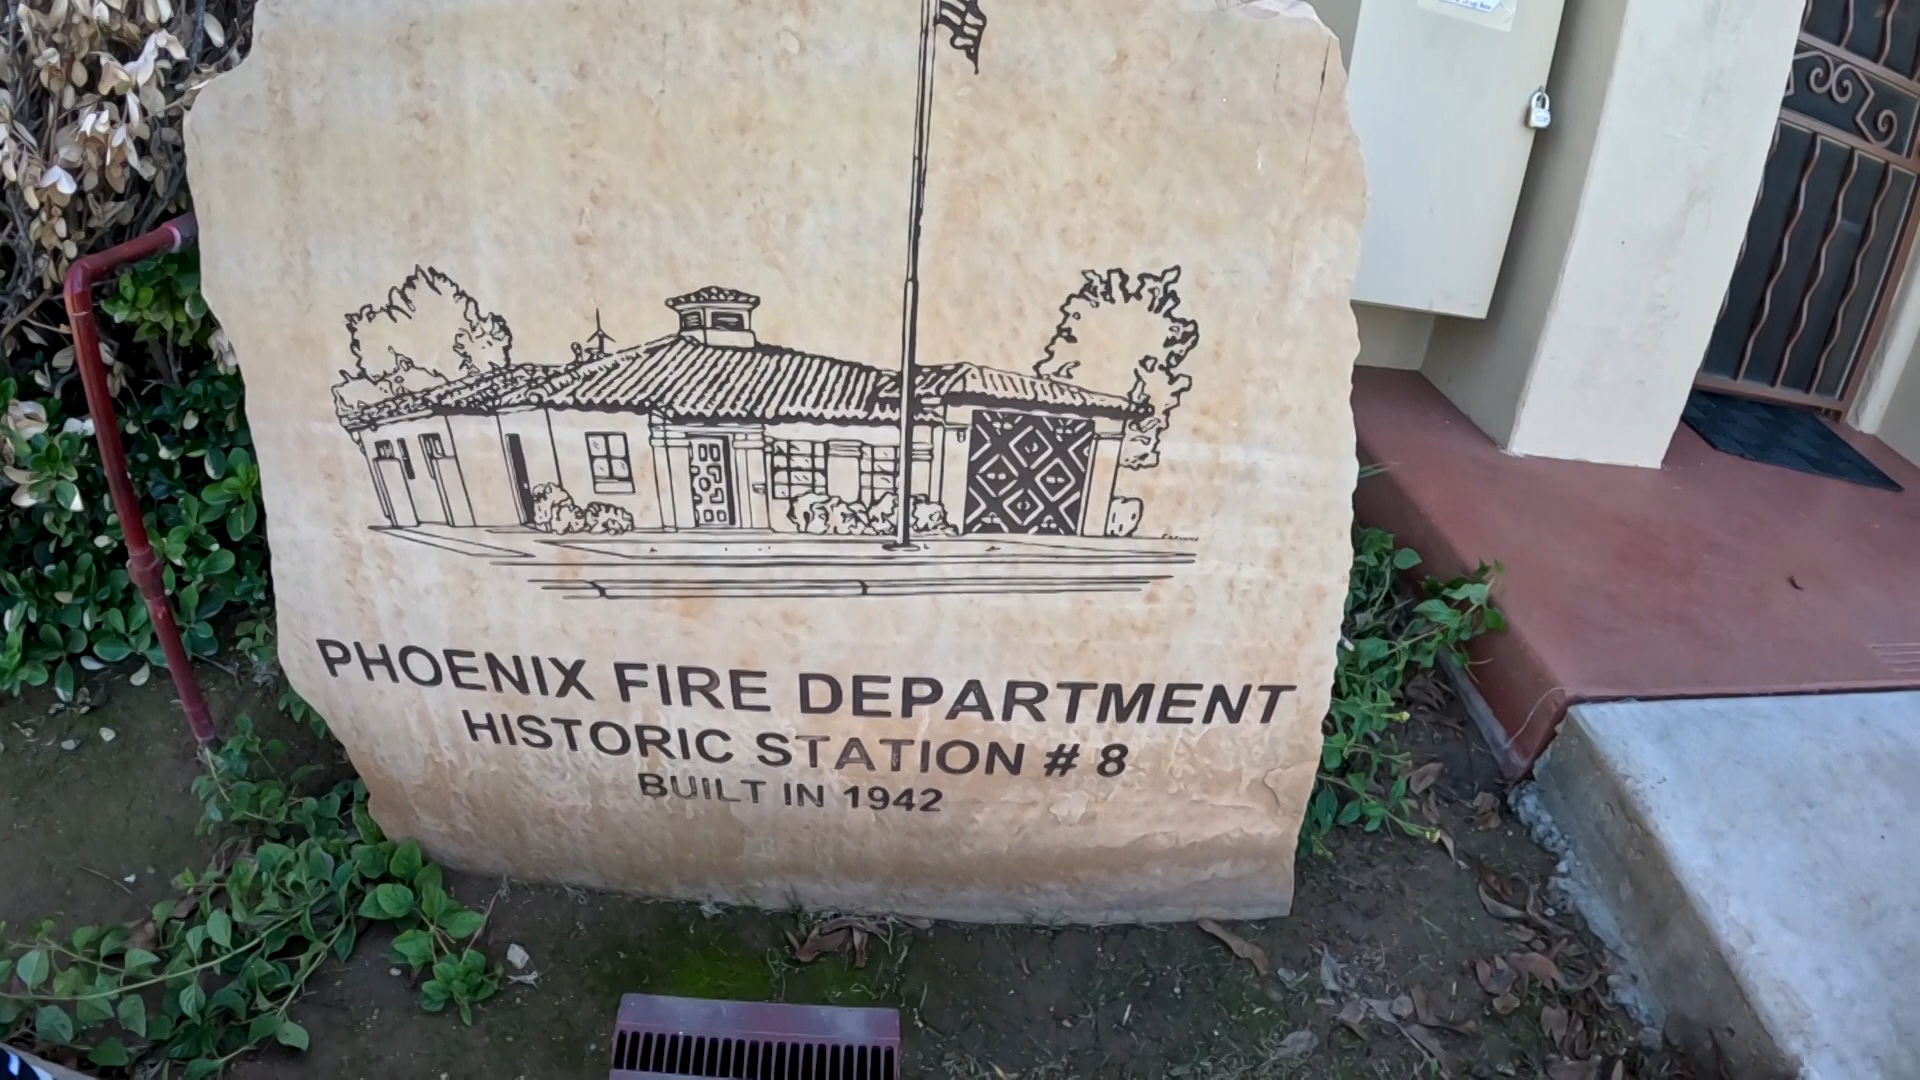 PHOENIX FIRE DEPARTMENT
HISTORIC STATION # 8
BUILT IN 1942